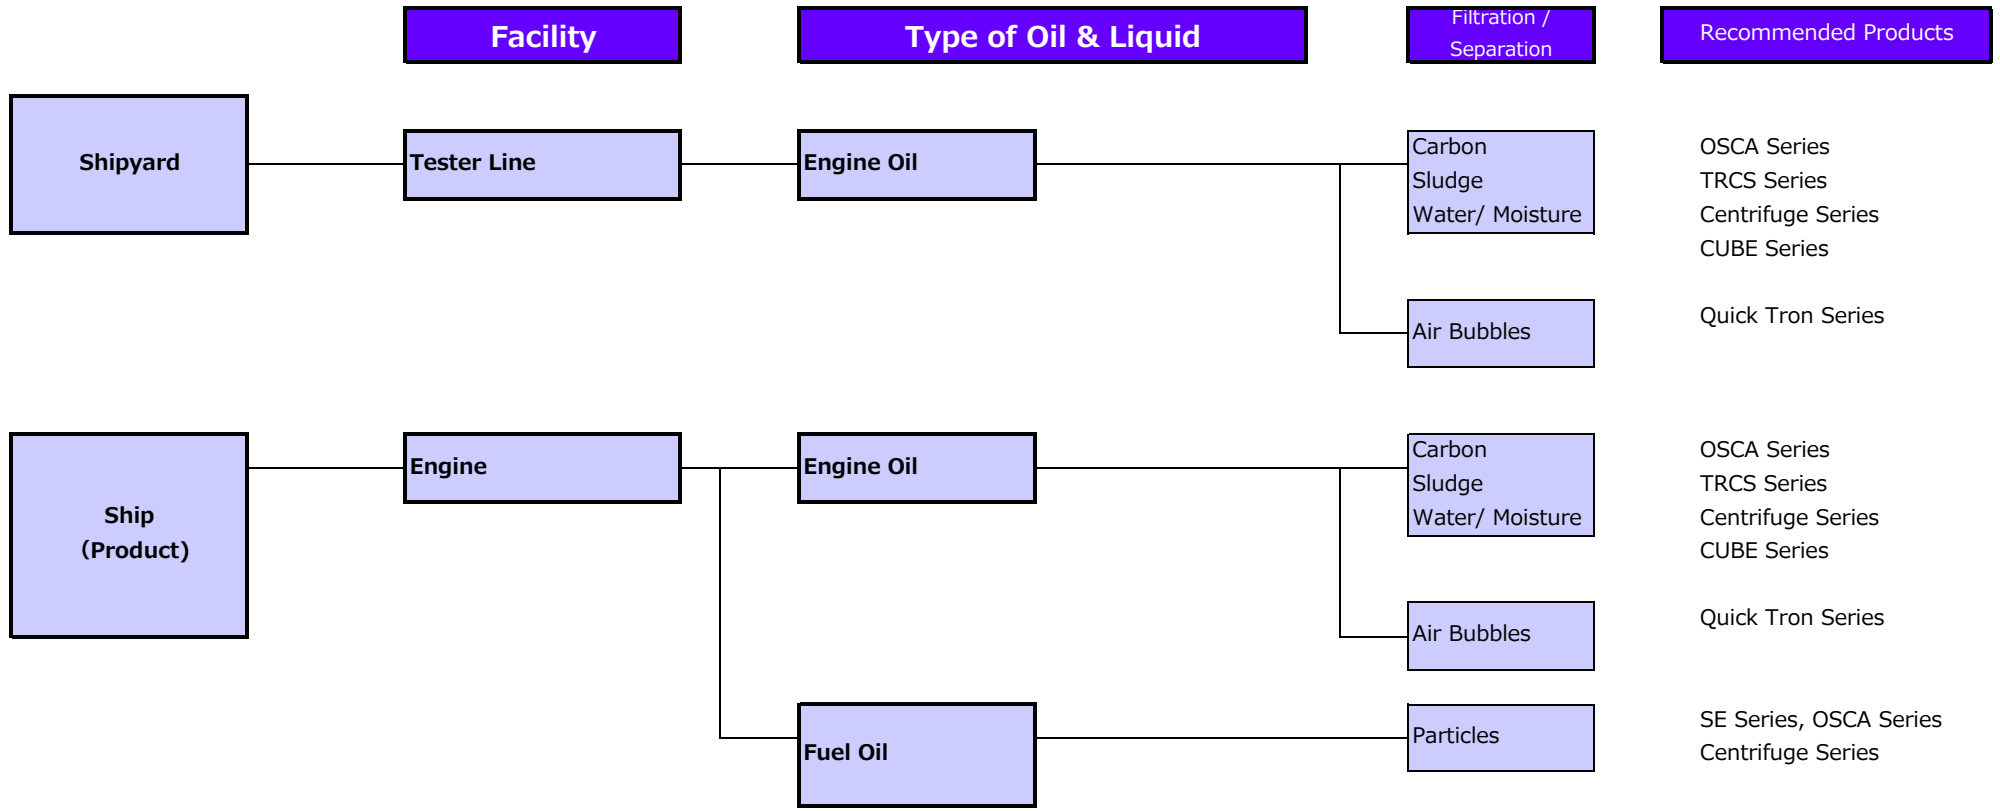 Facility
Type of Oil & Liquid
Filtration /
Separation
Recommended Products
Shipyard
Tester Line
Engine Oil
Carbon
Sludge
Water/ Moisture
OSCA Series
TRCS Series
Centrifuge Series
CUBE Series
Air Bubbles
Quick Tron Series
Ship
（Product)
Engine
Engine Oil
Carbon
Sludge
Water/ Moisture
OSCA Series
TRCS Series
Centrifuge Series
CUBE Series
Air Bubbles
Quick Tron Series
Fuel Oil
Particles
SE Series, OSCA Series
Centrifuge Series